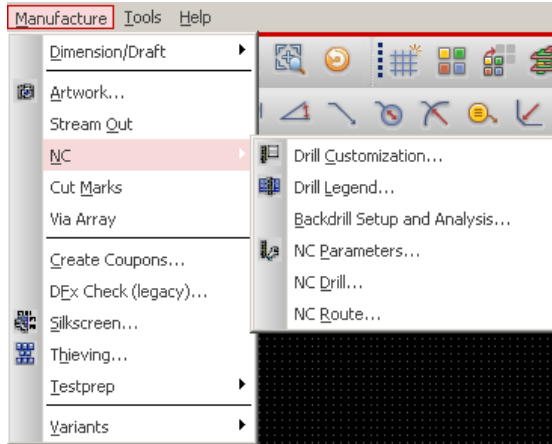 Manufacture Tools Help
Dimension/Draft
Artwork...
Stream Out
NC
Cut Marks
Via Array
Create Coupons...
DEx Check (legacy)...
Silkscreen...
Thieving...
Testprep
Variants
Drill Customization...
Drill Legend...
Backdrill Setup and Analysis...
NC Parameters...
NC Drill...
NC Route...